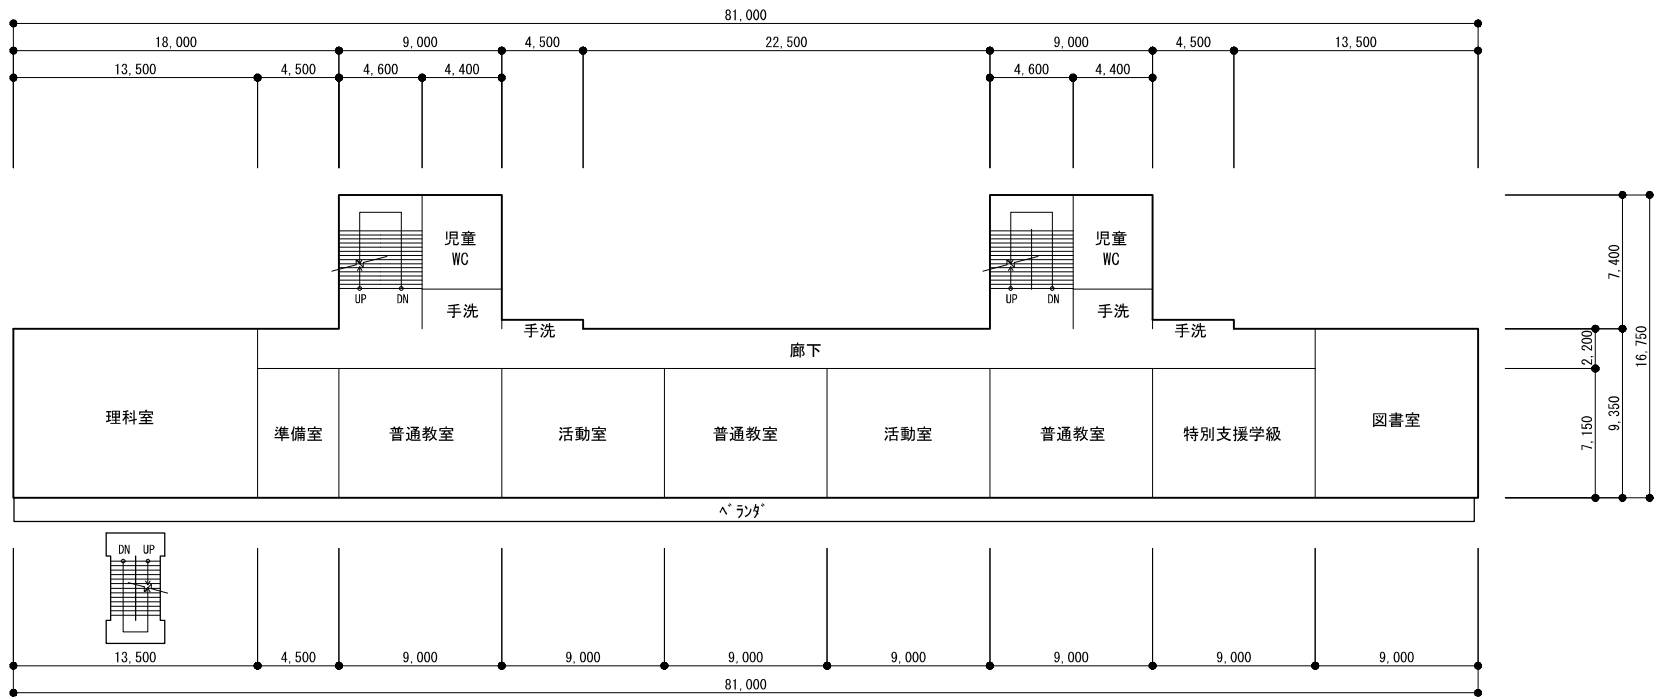 81,000
18,000 9,000 4,500 22,500 9,000 4,500 13,500
13,500 4,500 4,600 4,400 4,600 4,400
児童 児童
WC WC
UP DN UP DN
手洗 手洗
手洗 手洗
廊下
7,400
2,200
16,750
9,350
7,150
理科室 準備室 普通教室 活動室 普通教室 活動室 普通教室 特別支援学級 図書室
ベランダ
DN UP
13,500 4,500 9,000 9,000 9,000 9,000 9,000 9,000 9,000
81,000